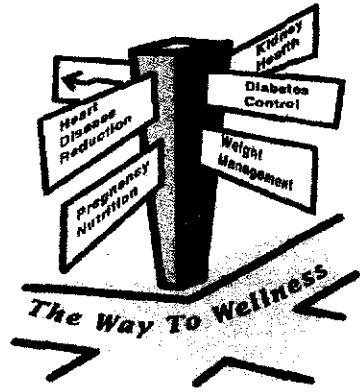 Kidney
Health
Diabetes
Control
Heart
Disease
Reduction
Weight
Management
Pregnancy
Nutrition
The Way To Wellness